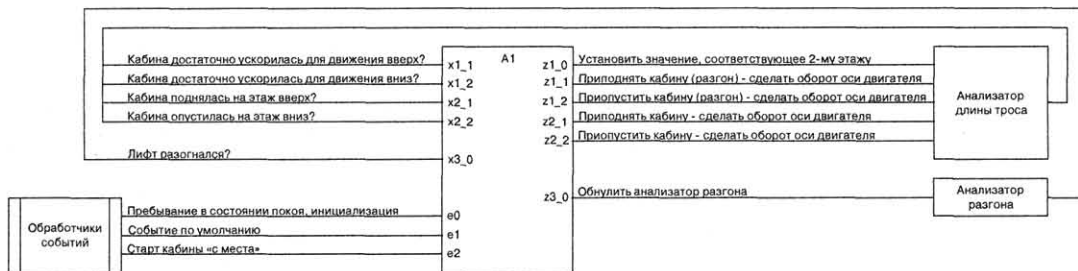 Кабина достаточно ускорилась для движения вверх?
x1_1
A1
z1_0
Установить значение, соответствующее 2-му этажу
Кабина достаточно ускорилась для движения вниз?
x1_2
z1_1
Приподнять кабину (разгон) - сделать оборот оси двигателя
Кабина поднялась на этаж вверх?
x2_1
z1_2
Приопустить кабину (разгон) - сделать оборот оси двигателя
Кабина опустилась на этаж вниз?
x2_2
z2_1
Приподнять кабину - сделать оборот оси двигателя
z2_2
Приопустить кабину - сделать оборот оси двигателя
Анализатор
длины троса
Лифт разогнался?
x3_0
z3_0
Обнулить анализатор разгона
Анализатор
разгона
Обработчики
событий
Пребывание в состоянии покоя, инициализация
e0
Событие по умолчанию
e1
Старт кабины «с места»
e2